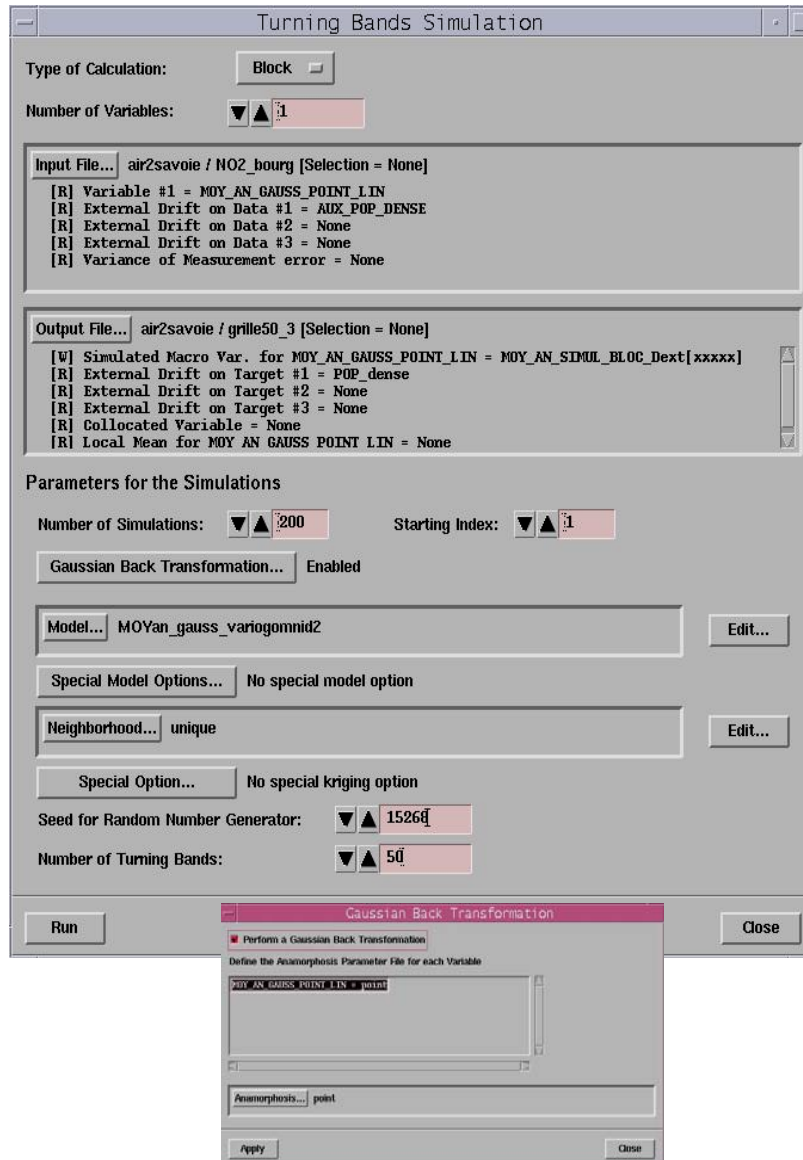 Turning Bands Simulation
Type of Calculation: Block
Number of Variables: 1
Input File... air2savoie / NO2_bourg [Selection = None]
[R] Variable #1 = MOY_AN_GAUSS_POINT_LIN
[R] External Drift on Data #1 = AUX_POP_DENSE
[R] External Drift on Data #2 = None
[R] External Drift on Data #3 = None
[R] Variance of Measurement error = None
Output File... air2savoie / grille50_3 [Selection = None]
[W] Simulated Macro Var. for MOY_AN_GAUSS_POINT_LIN = MOY_AN_SIMUL_BLOC_Dext[xxxxx]
[R] External Drift on Target #1 = POP_dense
[R] External Drift on Target #2 = None
[R] External Drift on Target #3 = None
[R] Collocated Variable = None
[R] Local Mean for MOY_AN_GAUSS_POINT_LIN = None
Parameters for the Simulations
Number of Simulations: 200 Starting Index: 1
Gaussian Back Transformation... Enabled
Model... MOYan_gauss_variogomnid2 Edit...
Special Model Options... No special model option
Neighborhood... unique Edit...
Special Option... No special kriging option
Seed for Random Number Generator: 15268
Number of Turning Bands: 50
Run Close
Gaussian Back Transformation
Perform a Gaussian Back Transformation
Define the Anamorphosis Parameter File for each Variable
MOY_AN_GAUSS_POINT_LIN = point
Anamorphosis... point
Apply Close